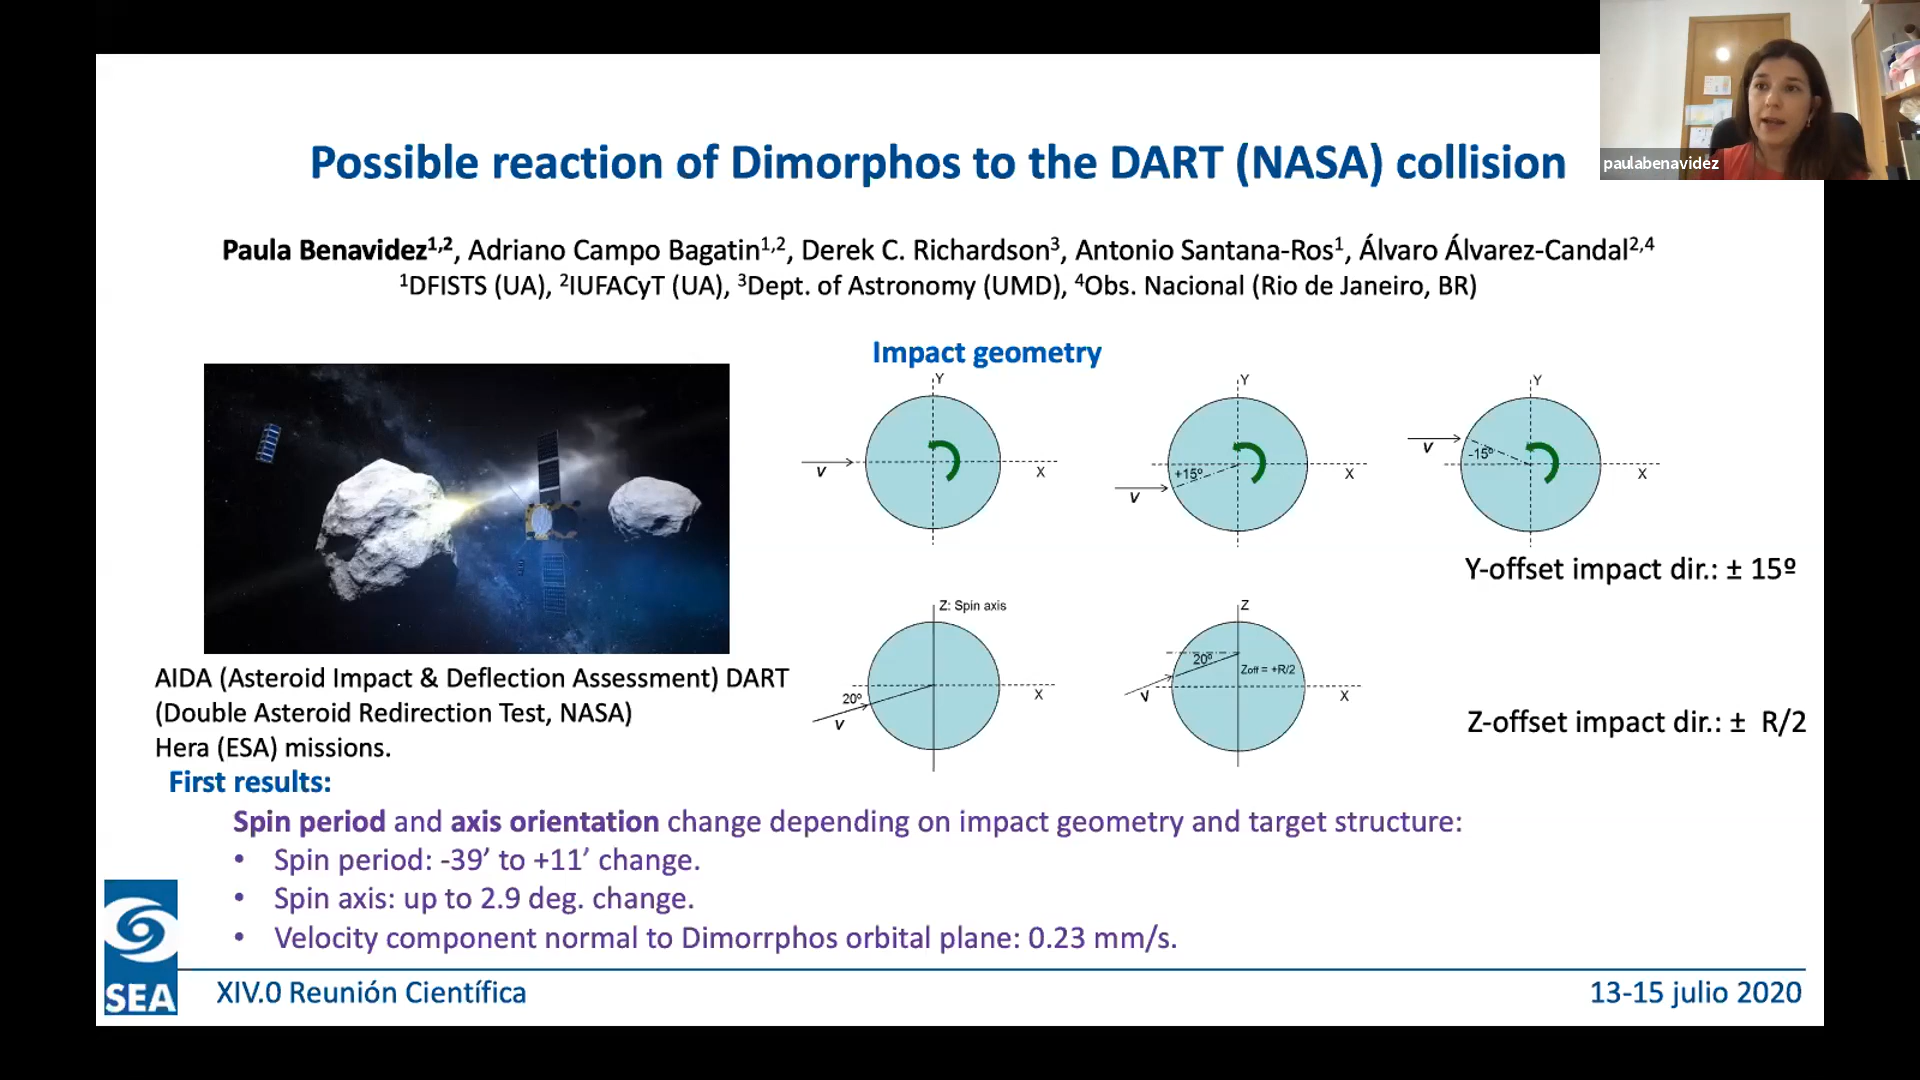 paulabenavidez
Possible reaction of Dimorphos to the DART (NASA) collision
Paula Benavidez1,2, Adriano Campo Bagatin1,2, Derek C. Richardson3, Antonio Santana-Ros1, Álvaro Álvarez-Candal2,4
1DFISTS (UA), 2IUFACyT (UA), 3Dept. of Astronomy (UMD), 4Obs. Nacional (Rio de Janeiro, BR)
Impact geometry
Y
X
V
Y
X
V
+15º
Y
X
V
-15º
Y-offset impact dir.: ± 15º
Z: Spin axis
X
20º
V
Z
X
20º
Zoff = +R/2
V
Z-offset impact dir.: ± R/2
AIDA (Asteroid Impact & Deflection Assessment) DART
(Double Asteroid Redirection Test, NASA)
Hera (ESA) missions.
First results:
Spin period and axis orientation change depending on impact geometry and target structure:
• Spin period: -39’ to +11’ change.
• Spin axis: up to 2.9 deg. change.
• Velocity component normal to Dimorrphos orbital plane: 0.23 mm/s.
SEA
XIV.0 Reunión Científica
13-15 julio 2020